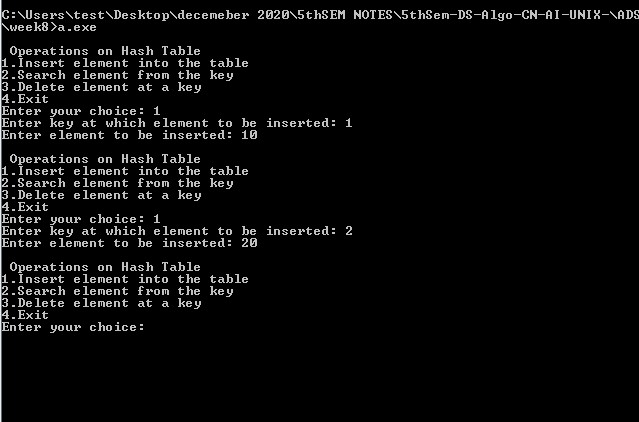 C:\Users\test\Desktop\decemeber 2020\5thSEM NOTES\5thSem-DS-Algo-CN-AI-UNIX-\ADS
\week8>a.exe
Operations on Hash Table
1.Insert element into the table
2.Search element from the key
3.Delete element at a key
4.Exit
Enter your choice: 1
Enter key at which element to be inserted: 1
Enter element to be inserted: 10
Operations on Hash Table
1.Insert element into the table
2.Search element from the key
3.Delete element at a key
4.Exit
Enter your choice: 1
Enter key at which element to be inserted: 2
Enter element to be inserted: 20
Operations on Hash Table
1.Insert element into the table
2.Search element from the key
3.Delete element at a key
4.Exit
Enter your choice: